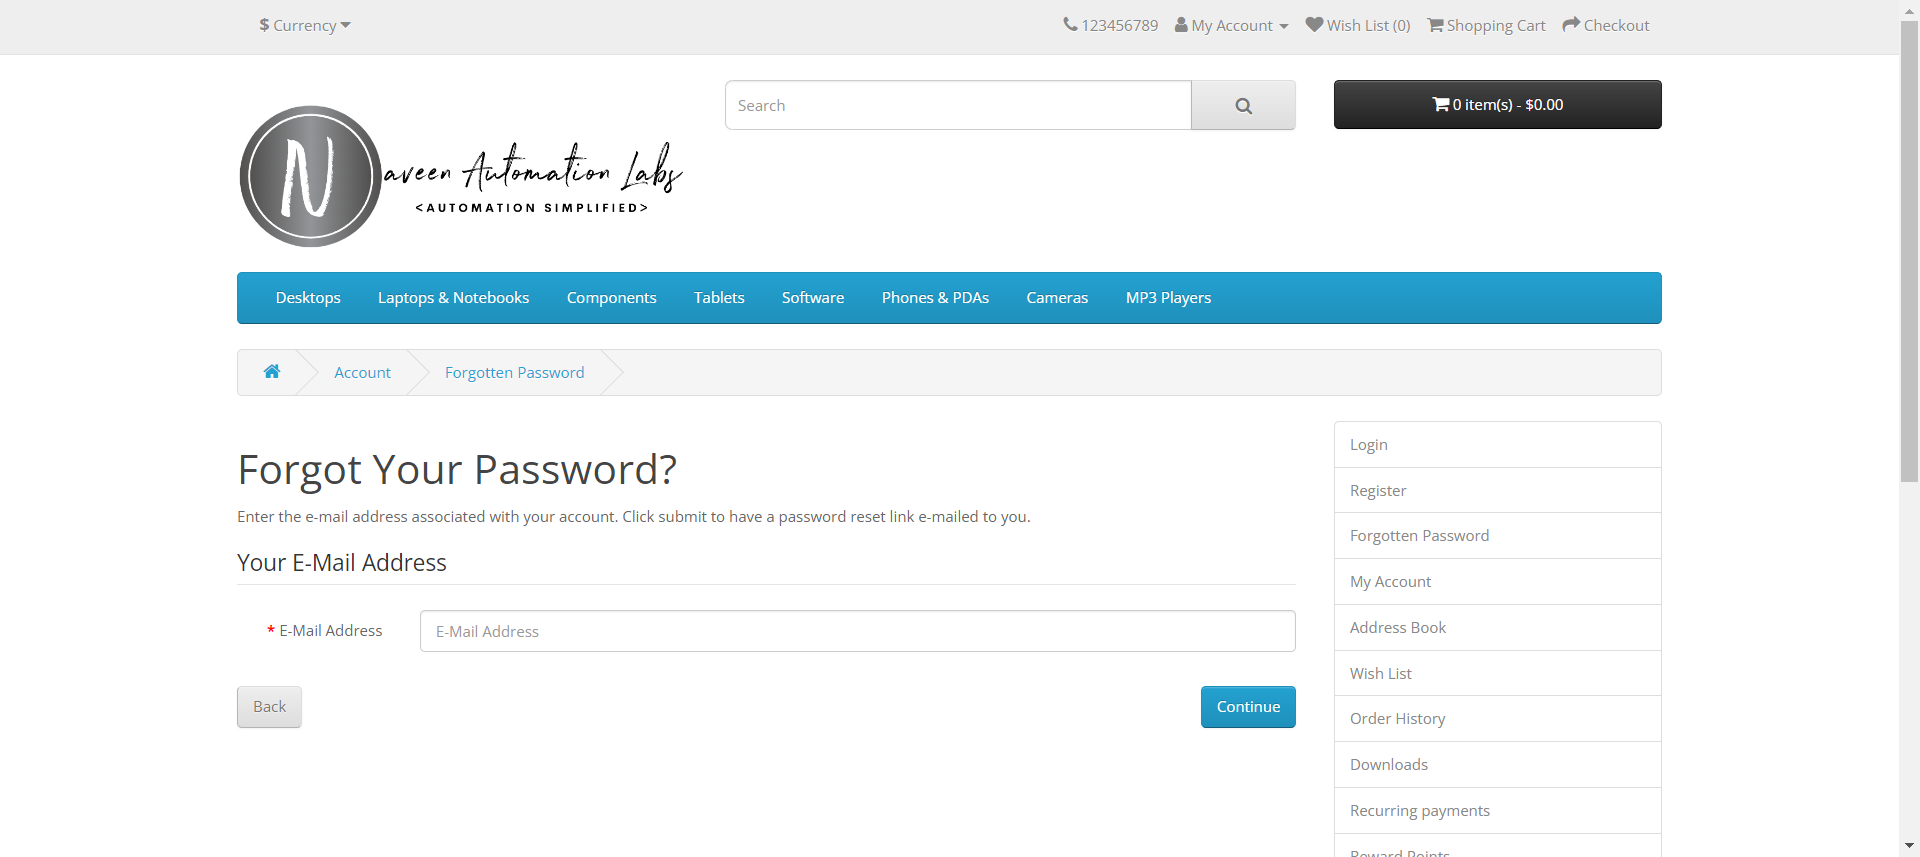 $ Currency
123456789 My Account Wish List (0) Shopping Cart Checkout
Search
0 item(s) - $0.00
N aveen Automation Labs
<AUTOMATION SIMPLIFIED>
Desktops Laptops & Notebooks Components Tablets Software Phones & PDAs Cameras MP3 Players
Account Forgotten Password
Forgot Your Password?
Enter the e-mail address associated with your account. Click submit to have a password reset link e-mailed to you.
Your E-Mail Address
* E-Mail Address
E-Mail Address
Back
Continue
Login
Register
Forgotten Password
My Account
Address Book
Wish List
Order History
Downloads
Recurring payments
Reward Points